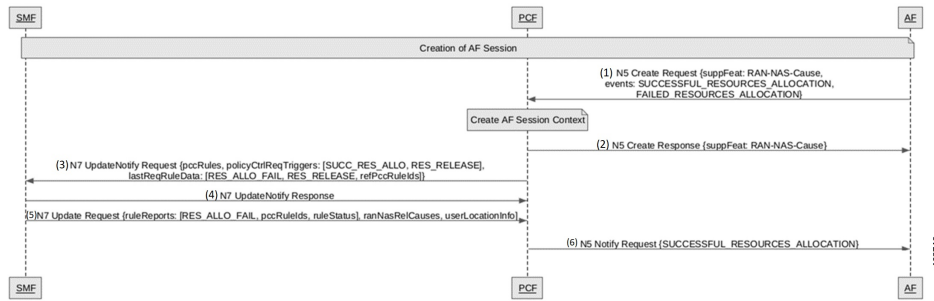 SMF PCF AF
Creation of AF Session
(1) N5 Create Request {suppFeat: RAN-NAS-Cause,
events: SUCCESSFUL_RESOURCES_ALLOCATION,
FAILED_RESOURCES_ALLOCATION}
Create AF Session Context
(2) N5 Create Response {suppFeat: RAN-NAS-Cause}
(3) N7 UpdateNotify Request {pccRules, policyCtrlReqTriggers: [SUCC_RES_ALLO, RES_RELEASE],
lastReqRuleData: [RES_ALLO_FAIL, RES_RELEASE, refPccRuleIds]}
(4) N7 UpdateNotify Response
(5)N7 Update Request {ruleReports: [RES_ALLO_FAIL, pccRuleIds, ruleStatus], ranNasRelCauses, userLocationInfo]
(6) N5 Notify Request {SUCCESSFUL_RESOURCES_ALLOCATION}
SMF PCF AF